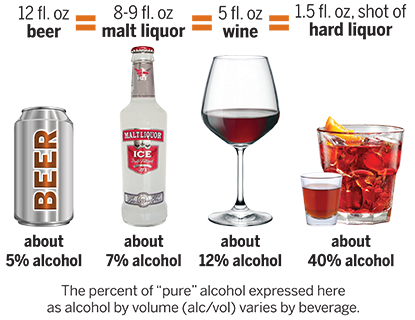 12 fl. oz
beer
=
8-9 fl. oz
malt liquor
=
5 fl. oz
wine
=
1.5 fl. oz, shot of
hard liquor
BEER
MALT LIQUOR
ICE
about
5% alcohol
about
7% alcohol
about
12% alcohol
about
40% alcohol
The percent of “pure” alcohol expressed here
as alcohol by volume (alc/vol) varies by beverage.